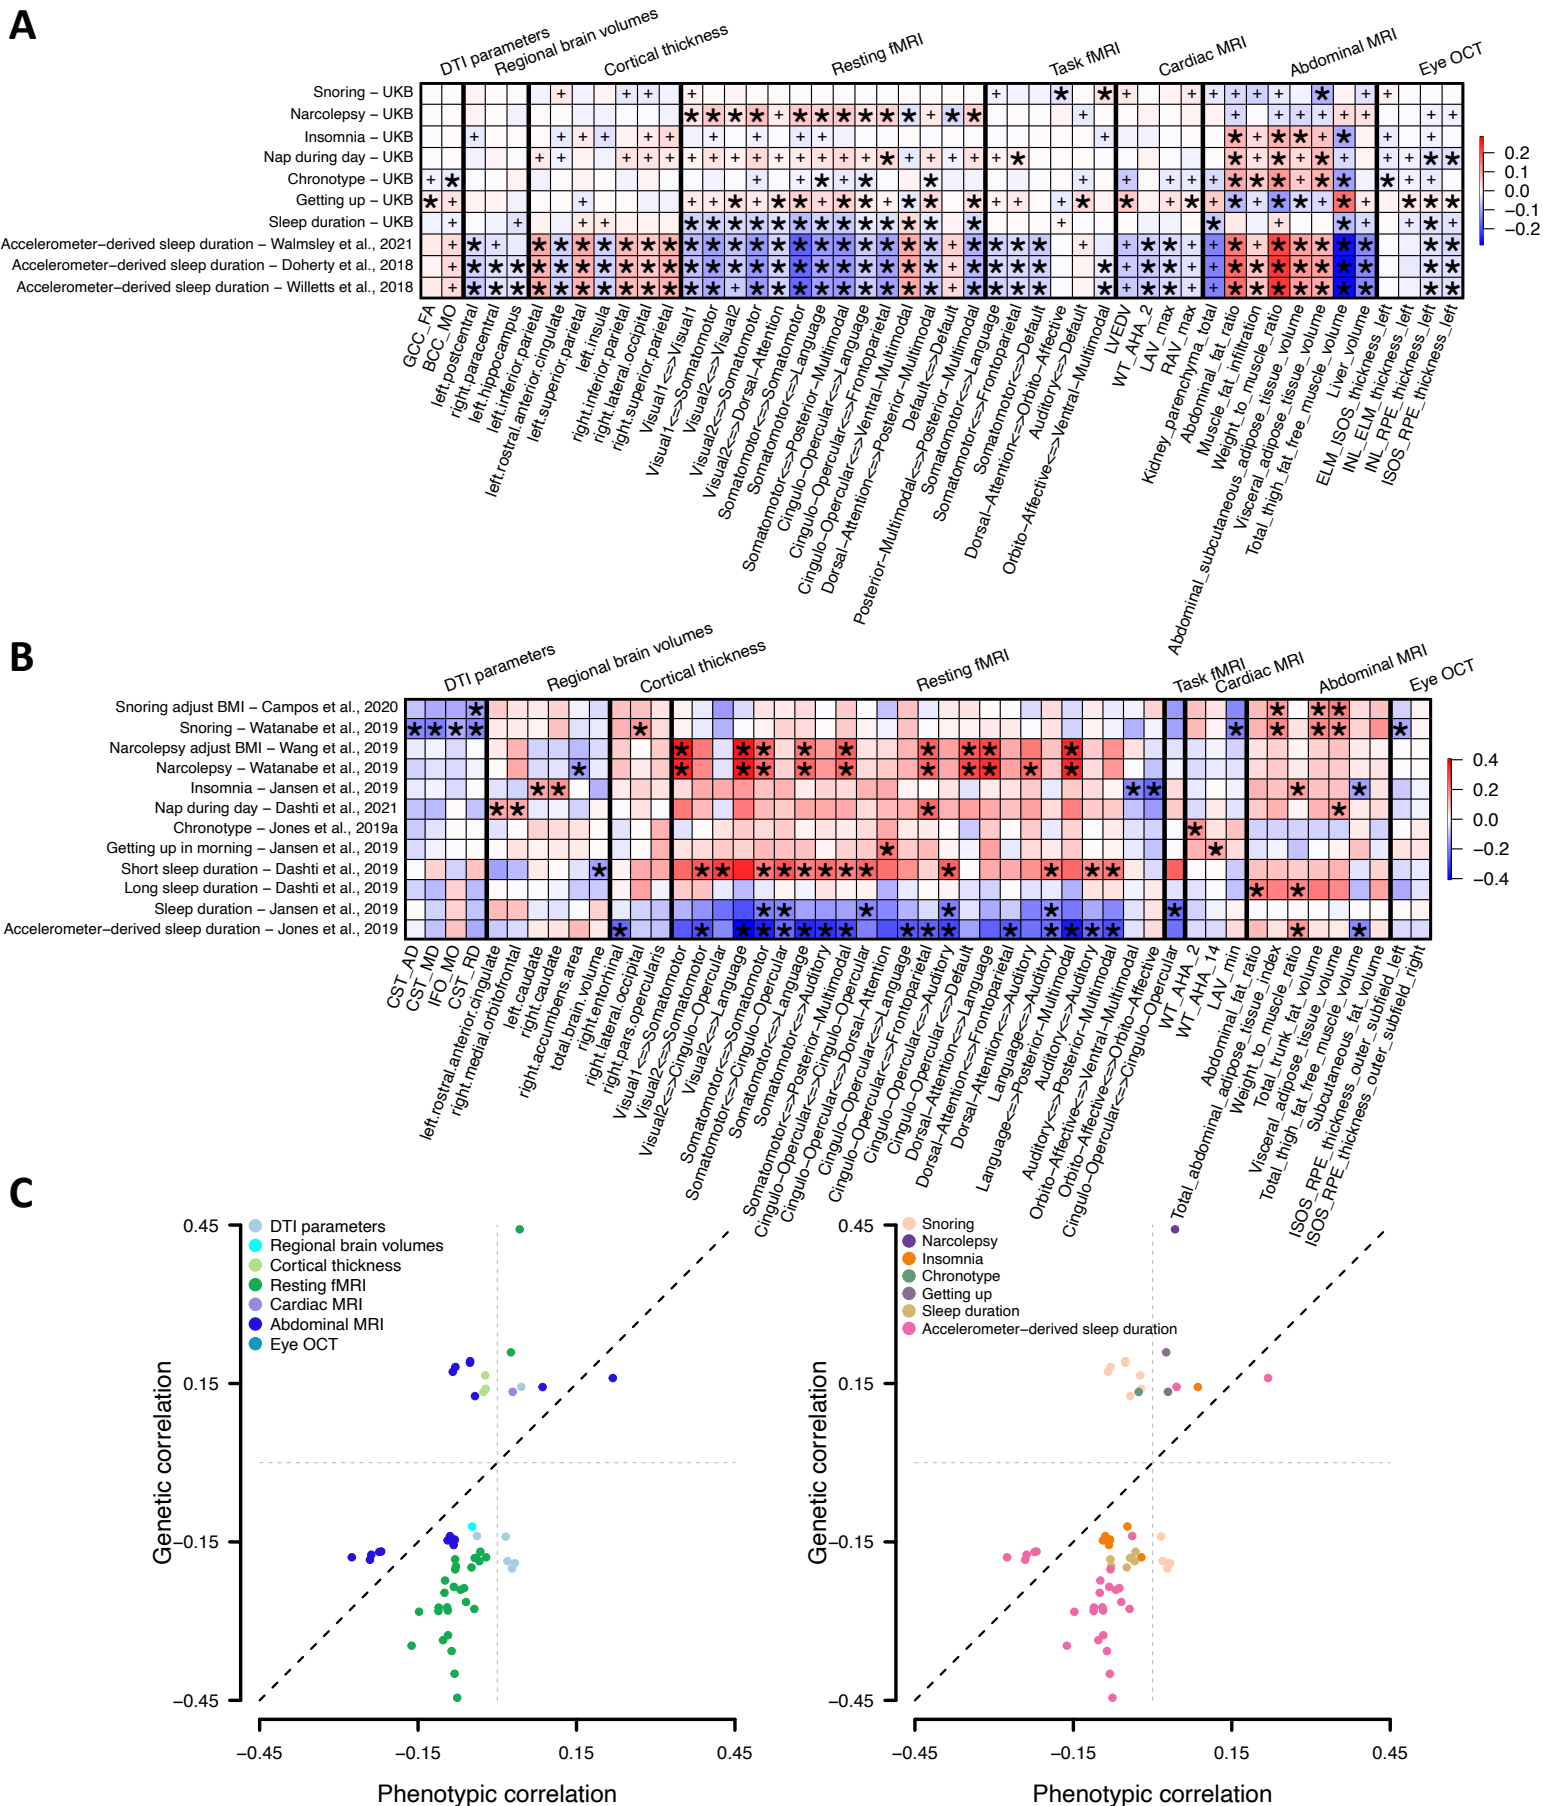 A
DTI parameters
Regional brain volumes
Cortical thickness
Resting fMRI
Task fMRI
Cardiac MRI
Abdominal MRI
Eye OCT
Snoring − UKB
Narcolepsy − UKB
Insomnia − UKB
Nap during day − UKB
Chronotype − UKB
Getting up − UKB
Sleep duration − UKB
Accelerometer−derived sleep duration − Walmsley et al., 2021
Accelerometer−derived sleep duration − Doherty et al., 2018
Accelerometer−derived sleep duration − Willetts et al., 2018
0.2
0.1
0.0
−0.1
−0.2
GCC_FA
BCC_MO
left.postcentral
right.paracentral
left.hippocampus
left.inferior.parietal
left.rostral.anterior.cingulate
left.superior.parietal
left.insula
right.inferior.parietal
right.lateral.occipital
right.superior.parietal
Visual1<=>Visual1
Visual1<=>Somatomotor
Visual2<=>Visual2
Visual2<=>Somatomotor
Visual2<=>Dorsal−Attention
Somatomotor<=>Somatomotor
Somatomotor<=>Language
Somatomotor<=>Posterior−Multimodal
Cingulo−Opercular<=>Language
Cingulo−Opercular<=>Frontoparietal
Cingulo−Opercular<=>Ventral−Multimodal
Dorsal−Attention<=>Posterior−Multimodal
Default<=>Default
Posterior−Multimodal<=>Posterior−Multimodal
Somatomotor<=>Language
Somatomotor<=>Frontoparietal
Somatomotor<=>Default
Dorsal−Attention<=>Orbito−Affective
Auditory<=>Default
Orbito−Affective<=>Ventral−Multimodal
LVEDV
WT_AHA_2
LAV_max
RAV_max
Kidney_parenchyma_total
Abdominal_fat_ratio
Muscle_fat_infiltration
Weight_to_muscle_ratio
Abdominal_subcutaneous_adipose_tissue_volume
Visceral_adipose_tissue_volume
Total_thigh_fat_free_muscle_volume
Liver_volume
ELM_ISOS_thickness_left
INL_ELM_thickness_left
INL_RPE_thickness_left
ISOS_RPE_thickness_left
B
DTI parameters
Regional brain volumes
Cortical thickness
Resting fMRI
Task fMRI
Cardiac MRI
Abdominal MRI
Eye OCT
Snoring adjust BMI − Campos et al., 2020
Snoring − Watanabe et al., 2019
Narcolepsy adjust BMI − Wang et al., 2019
Narcolepsy − Watanabe et al., 2019
Insomnia − Jansen et al., 2019
Nap during day − Dashti et al., 2021
Chronotype − Jones et al., 2019a
Getting up in morning − Jansen et al., 2019
Short sleep duration − Dashti et al., 2019
Long sleep duration − Dashti et al., 2019
Sleep duration − Jansen et al., 2019
Accelerometer−derived sleep duration − Jones et al., 2019
0.4
0.2
0.0
−0.2
−0.4
CST_AD
CST_MD
IFO_MO
CST_RD
left.rostral.anterior.cingulate
right.medial.orbitofrontal
left.caudate
right.caudate
right.accumbens.area
total.brain.volume
right.entorhinal
right.lateral.occipital
right.pars.opercularis
Visual1<=>Somatomotor
Visual2<=>Somatomotor
Visual2<=>Cingulo−Opercular
Visual2<=>Language
Somatomotor<=>Somatomotor
Somatomotor<=>Cingulo−Opercular
Somatomotor<=>Language
Somatomotor<=>Auditory
Somatomotor<=>Posterior−Multimodal
Cingulo−Opercular<=>Cingulo−Opercular
Cingulo−Opercular<=>Dorsal−Attention
Cingulo−Opercular<=>Language
Cingulo−Opercular<=>Frontoparietal
Cingulo−Opercular<=>Auditory
Cingulo−Opercular<=>Default
Dorsal−Attention<=>Language
Dorsal−Attention<=>Frontoparietal
Dorsal−Attention<=>Auditory
Language<=>Auditory
Language<=>Posterior−Multimodal
Auditory<=>Auditory
Auditory<=>Posterior−Multimodal
Orbito−Affective<=>Ventral−Multimodal
Orbito−Affective<=>Orbito−Affective
Cingulo−Opercular<=>Cingulo−Opercular
WT_AHA_2
WT_AHA_14
LAV_min
Abdominal_fat_ratio
Total_abdominal_adipose_tissue_index
Weight_to_muscle_ratio
Total_trunk_fat_volume
Visceral_adipose_tissue_volume
Total_thigh_fat_free_muscle_volume
Subcutaneous_fat_volume
ISOS_RPE_thickness_outer_subfield_left
ISOS_RPE_thickness_outer_subfield_right
C
DTI parameters
Regional brain volumes
Cortical thickness
Resting fMRI
Cardiac MRI
Abdominal MRI
Eye OCT
Genetic correlation
0.45
0.15
−0.15
−0.45
−0.45
−0.15
0.15
0.45
Phenotypic correlation
Snoring
Narcolepsy
Insomnia
Chronotype
Getting up
Sleep duration
Accelerometer−derived sleep duration
Genetic correlation
0.45
0.15
−0.15
−0.45
−0.45
−0.15
0.15
0.45
Phenotypic correlation